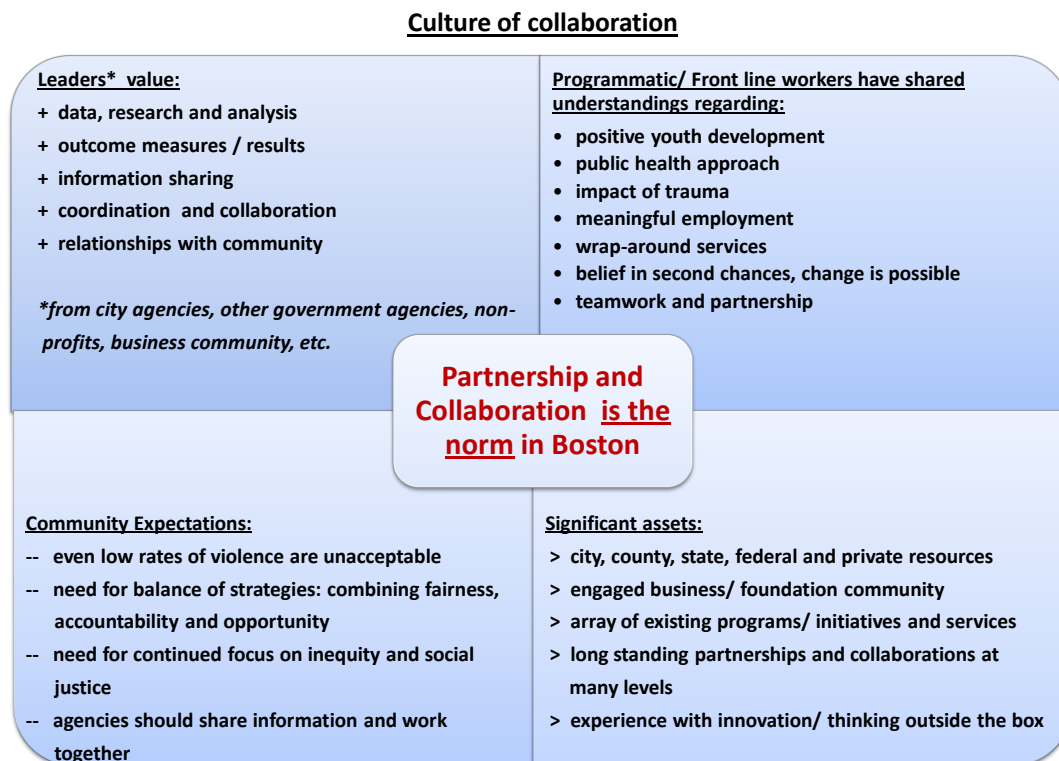 Culture of collaboration
Leaders* value:
+ data, research and analysis
+ outcome measures / results
+ information sharing
+ coordination and collaboration
+ relationships with community
*from city agencies, other government agencies, non-
profits, business community, etc.
Programmatic/ Front line workers have shared
understandings regarding:
• positive youth development
• public health approach
• impact of trauma
• meaningful employment
• wrap-around services
• belief in second chances, change is possible
• teamwork and partnership
Partnership and
Collaboration is the
norm in Boston
Community Expectations:
-- even low rates of violence are unacceptable
-- need for balance of strategies: combining fairness,
accountability and opportunity
-- need for continued focus on inequity and social
justice
-- agencies should share information and work
together
Significant assets:
> city, county, state, federal and private resources
> engaged business/ foundation community
> array of existing programs/ initiatives and services
> long standing partnerships and collaborations at
many levels
> experience with innovation/ thinking outside the box